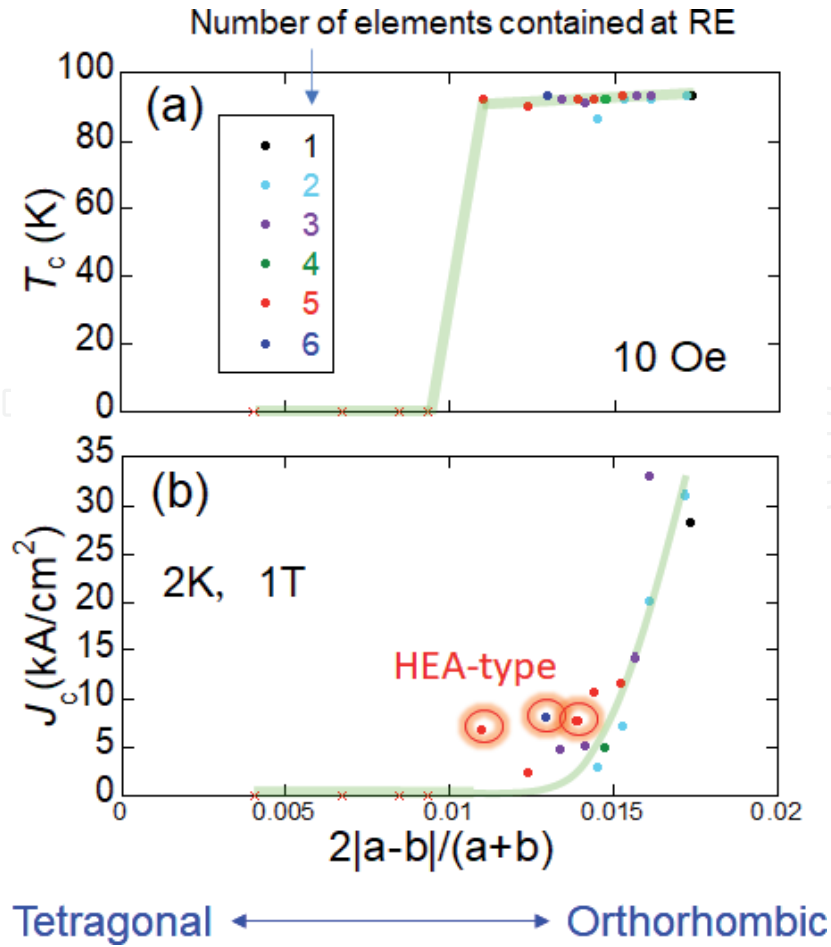 Number of elements contained at RE
(a)
100
80
60
40
20
0
Tc (K)
1
2
3
4
5
6
10 Oe
(b)
35
30
25
20
15
10
5
0
Jc (kA/cm²)
2K, 1T
HEA-type
0 0.005 0.01 0.015 0.02
2|a-b|/(a+b)
Tetragonal Orthorhombic